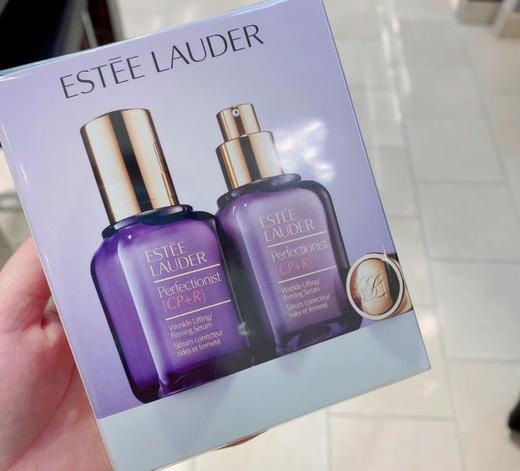 ESTĒE LAUDER
ESTĒE
LAUDER
Perfectionist
[CP+R]
Wrinkle Lifting/
Firming Serum
Sérum correcteur
rides et fermeté
ESTĒE
LAUDER
Perfectionist
[CP+R]
Wrinkle Lifting/
Firming Serum
Sérum correcteur
rides et fermeté